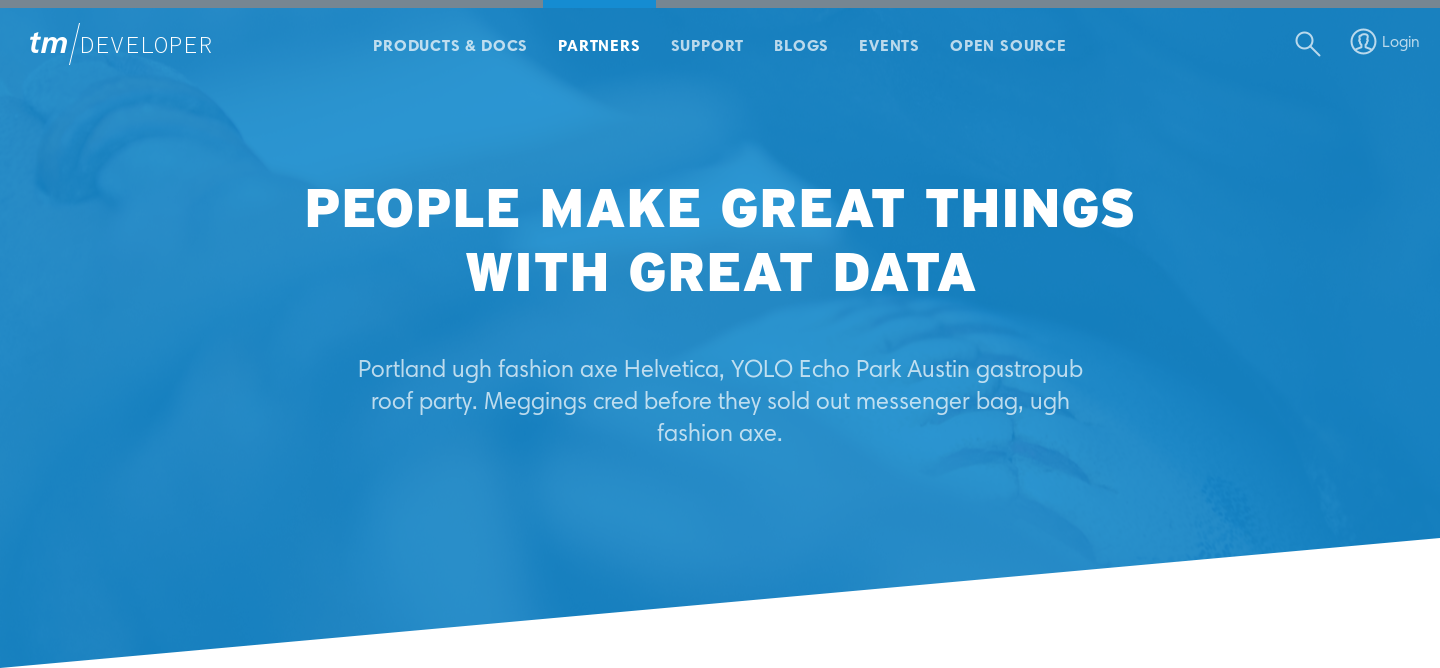 tm/DEVELOPER
PRODUCTS & DOCS PARTNERS SUPPORT BLOGS EVENTS OPEN SOURCE
Login
PEOPLE MAKE GREAT THINGS
WITH GREAT DATA
Portland ugh fashion axe Helvetica, YOLO Echo Park Austin gastropub
roof party. Meggings cred before they sold out messenger bag, ugh
fashion axe.